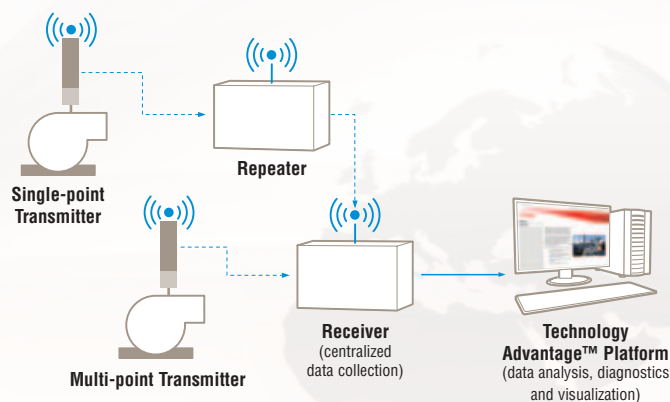 Single-point
Transmitter
Repeater
Multi-point Transmitter
Receiver
(centralized
data collection)
Technology
Advantage™ Platform
(data analysis, diagnostics
and visualization)